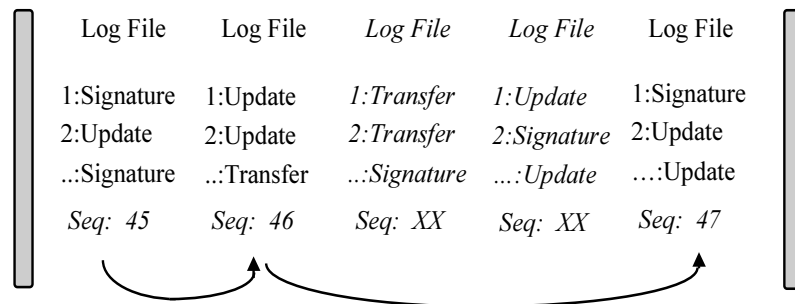 Log File Log File Log File Log File Log File
1:Signature 1:Update 1:Transfer 1:Update 1:Signature
2:Update 2:Update 2:Transfer 2:Signature 2:Update
..:Signature ..:Transfer ..:Signature ...:Update …:Update
Seq: 45 Seq: 46 Seq: XX Seq: XX Seq: 47